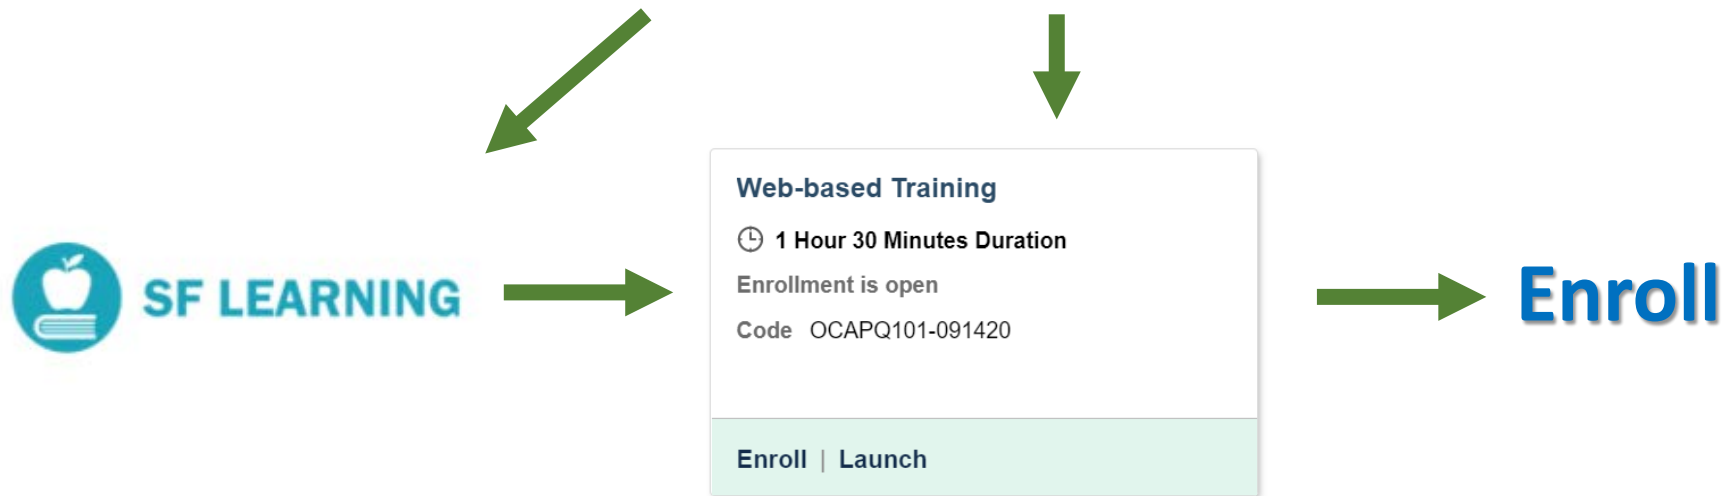 SF LEARNING
Web-based Training
1 Hour 30 Minutes Duration
Enrollment is open
Code OCAPQ101-091420
Enroll | Launch
Enroll